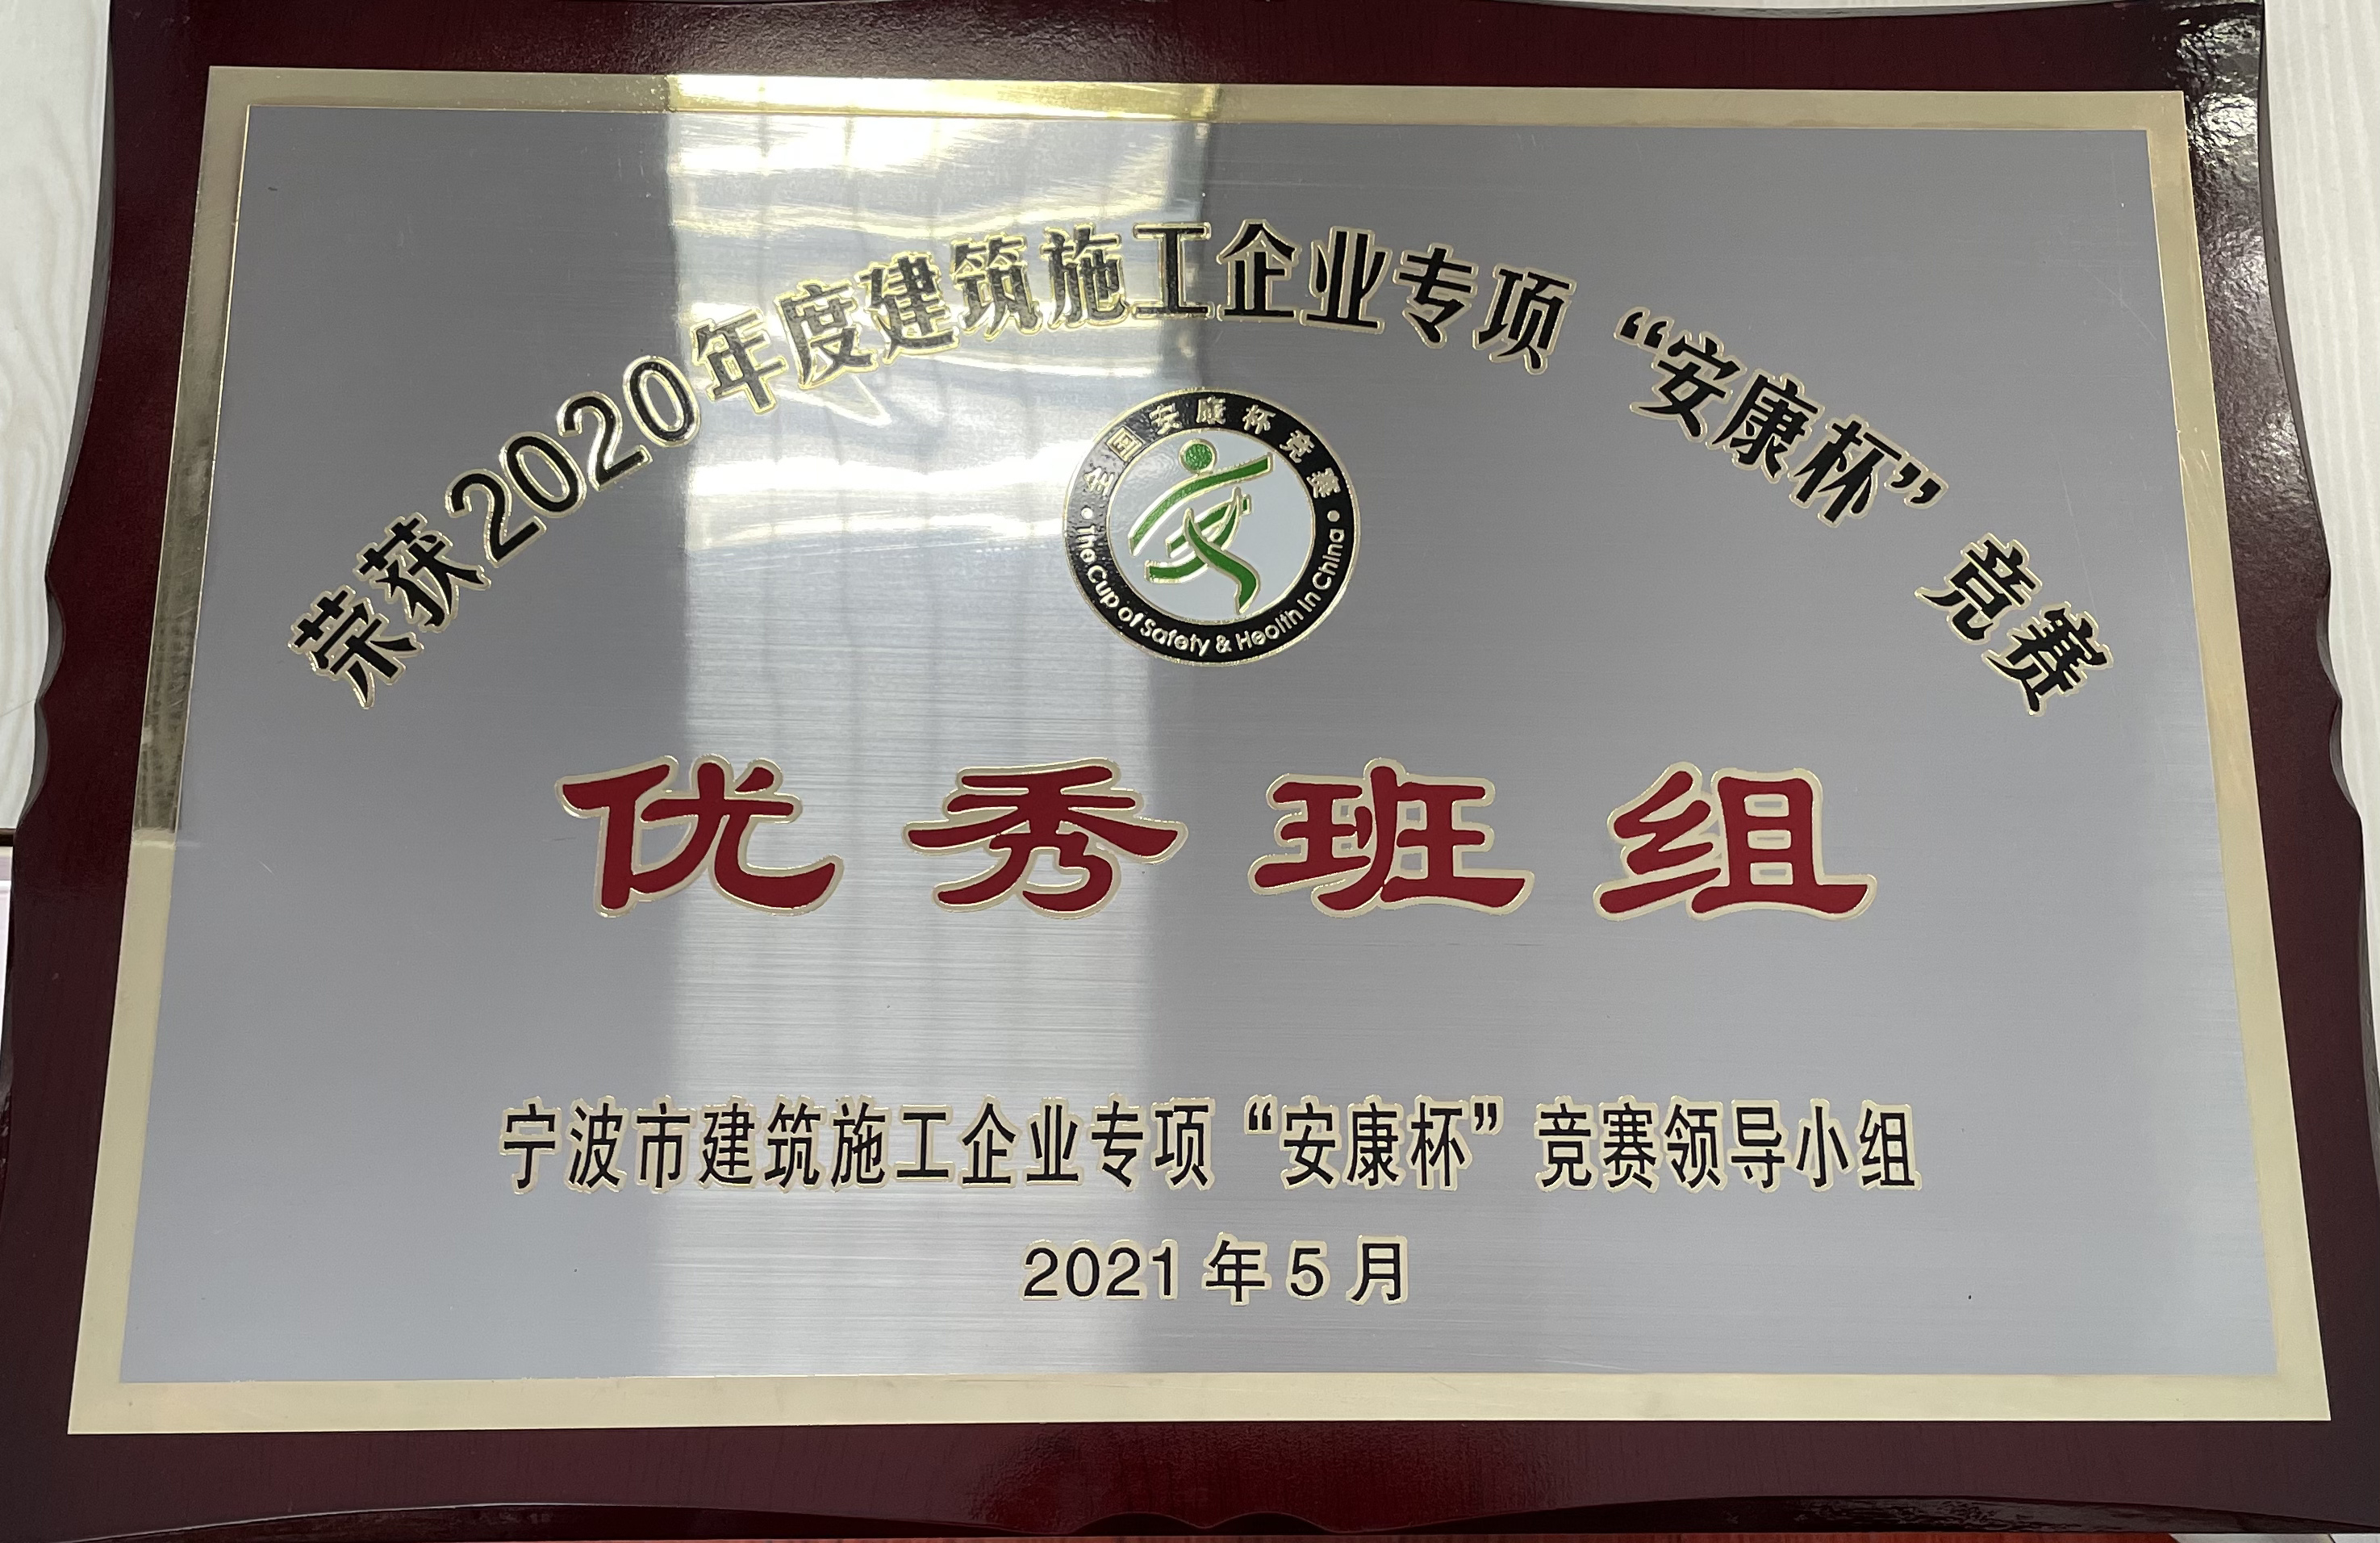 荣获2020年度建筑施工企业专项“安康杯”竞赛
全国安康杯竞赛
The Cup of Safety & Health in China
优秀班组
宁波市建筑施工企业专项“安康杯”竞赛领导小组
2021年5月